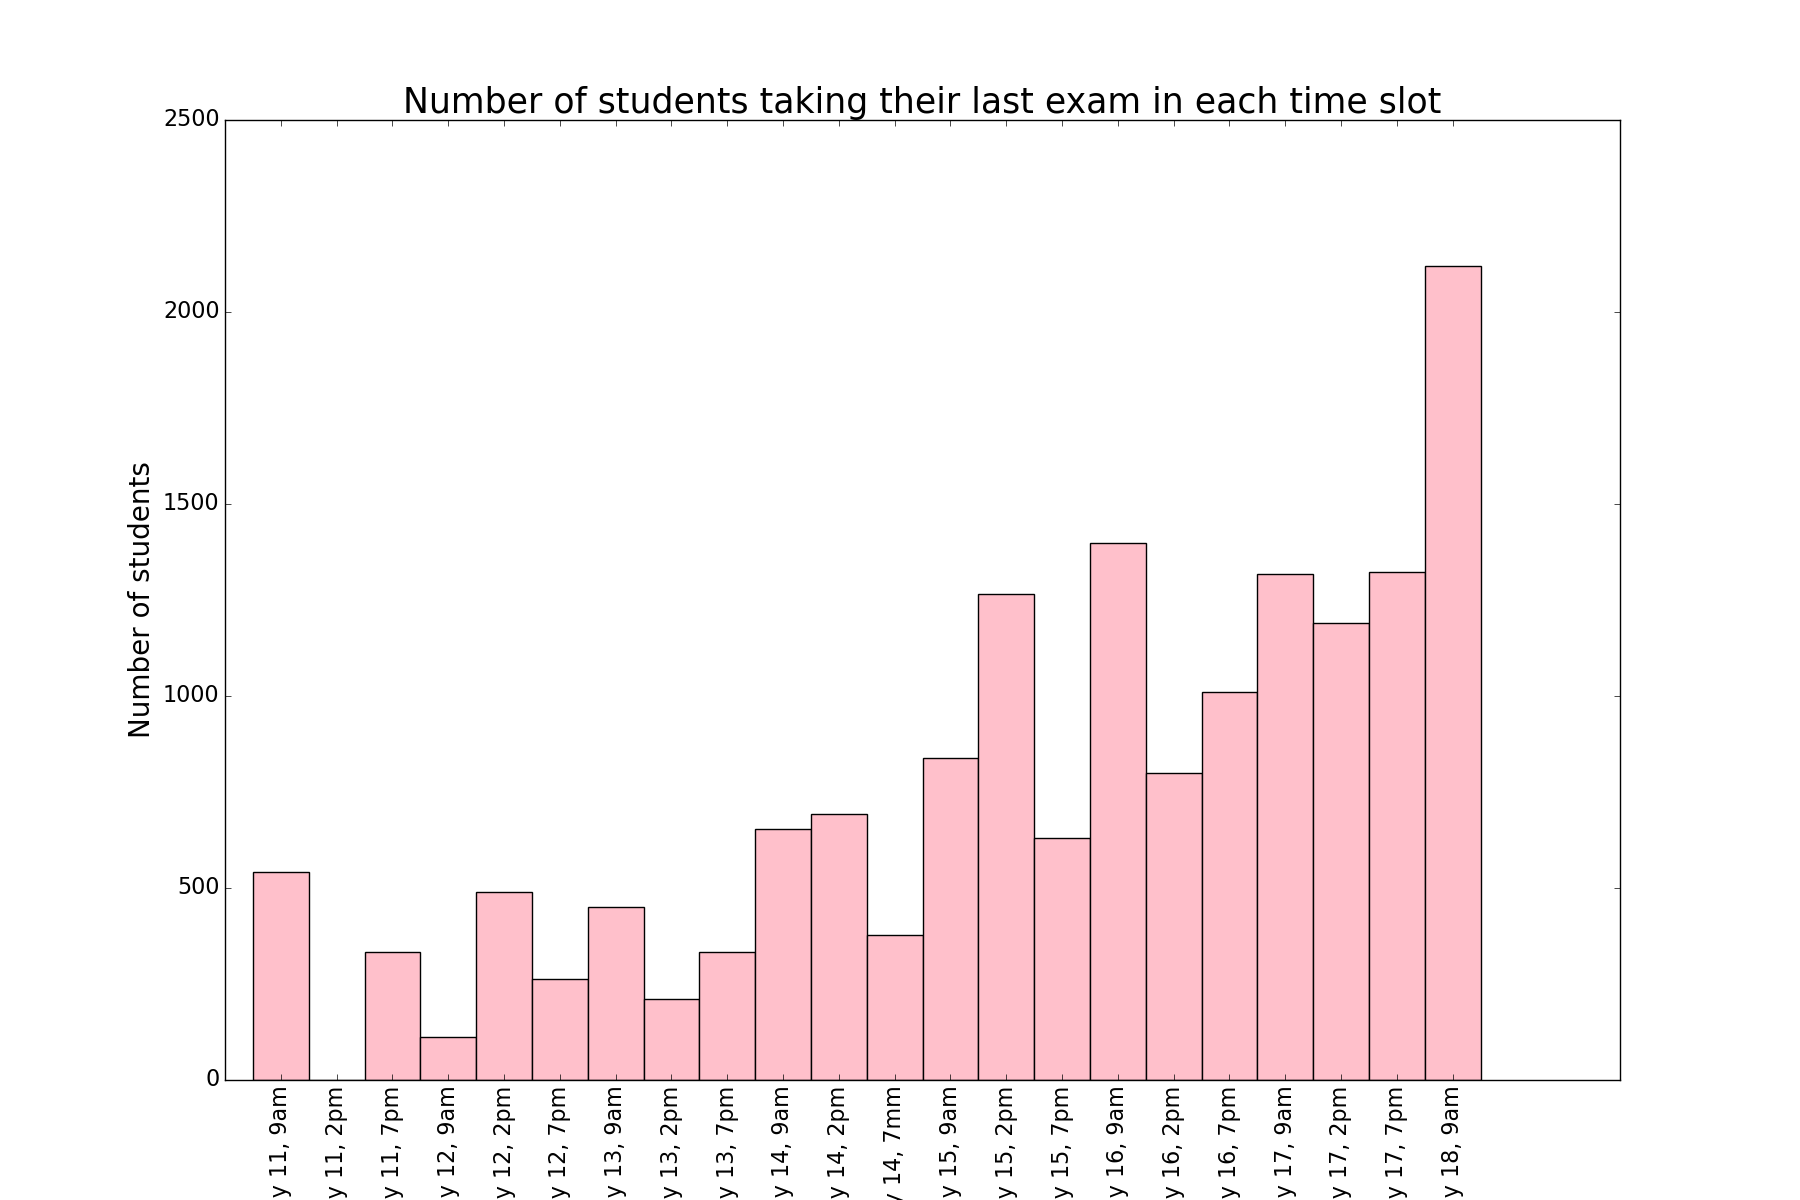 Number of students taking their last exam in each time slot
2500
2000
1500
1000
500
0
Number of students
y 11, 9am
y 11, 2pm
y 11, 7pm
y 12, 9am
y 12, 2pm
y 12, 7pm
y 13, 9am
y 13, 2pm
y 13, 7pm
y 14, 9am
y 14, 2pm
y 14, 7mm
y 15, 9am
y 15, 2pm
y 15, 7pm
y 16, 9am
y 16, 2pm
y 16, 7pm
y 17, 9am
y 17, 2pm
y 17, 7pm
y 18, 9am